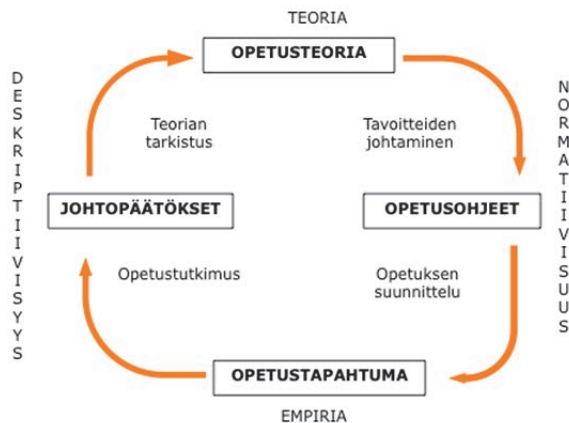 TEORIA
OPETUSTEORIA
DESKRIPTIIVISYYS
NORMATIIVISUUS
Teorian
tarkistus
Tavoitteiden
johtaminen
JOHTOPÄÄTÖKSET
OPETUSOHJEET
Opetustutkimus
Opetuksen
suunnittelu
OPETUSTAPAHTUMA
EMPIRIA